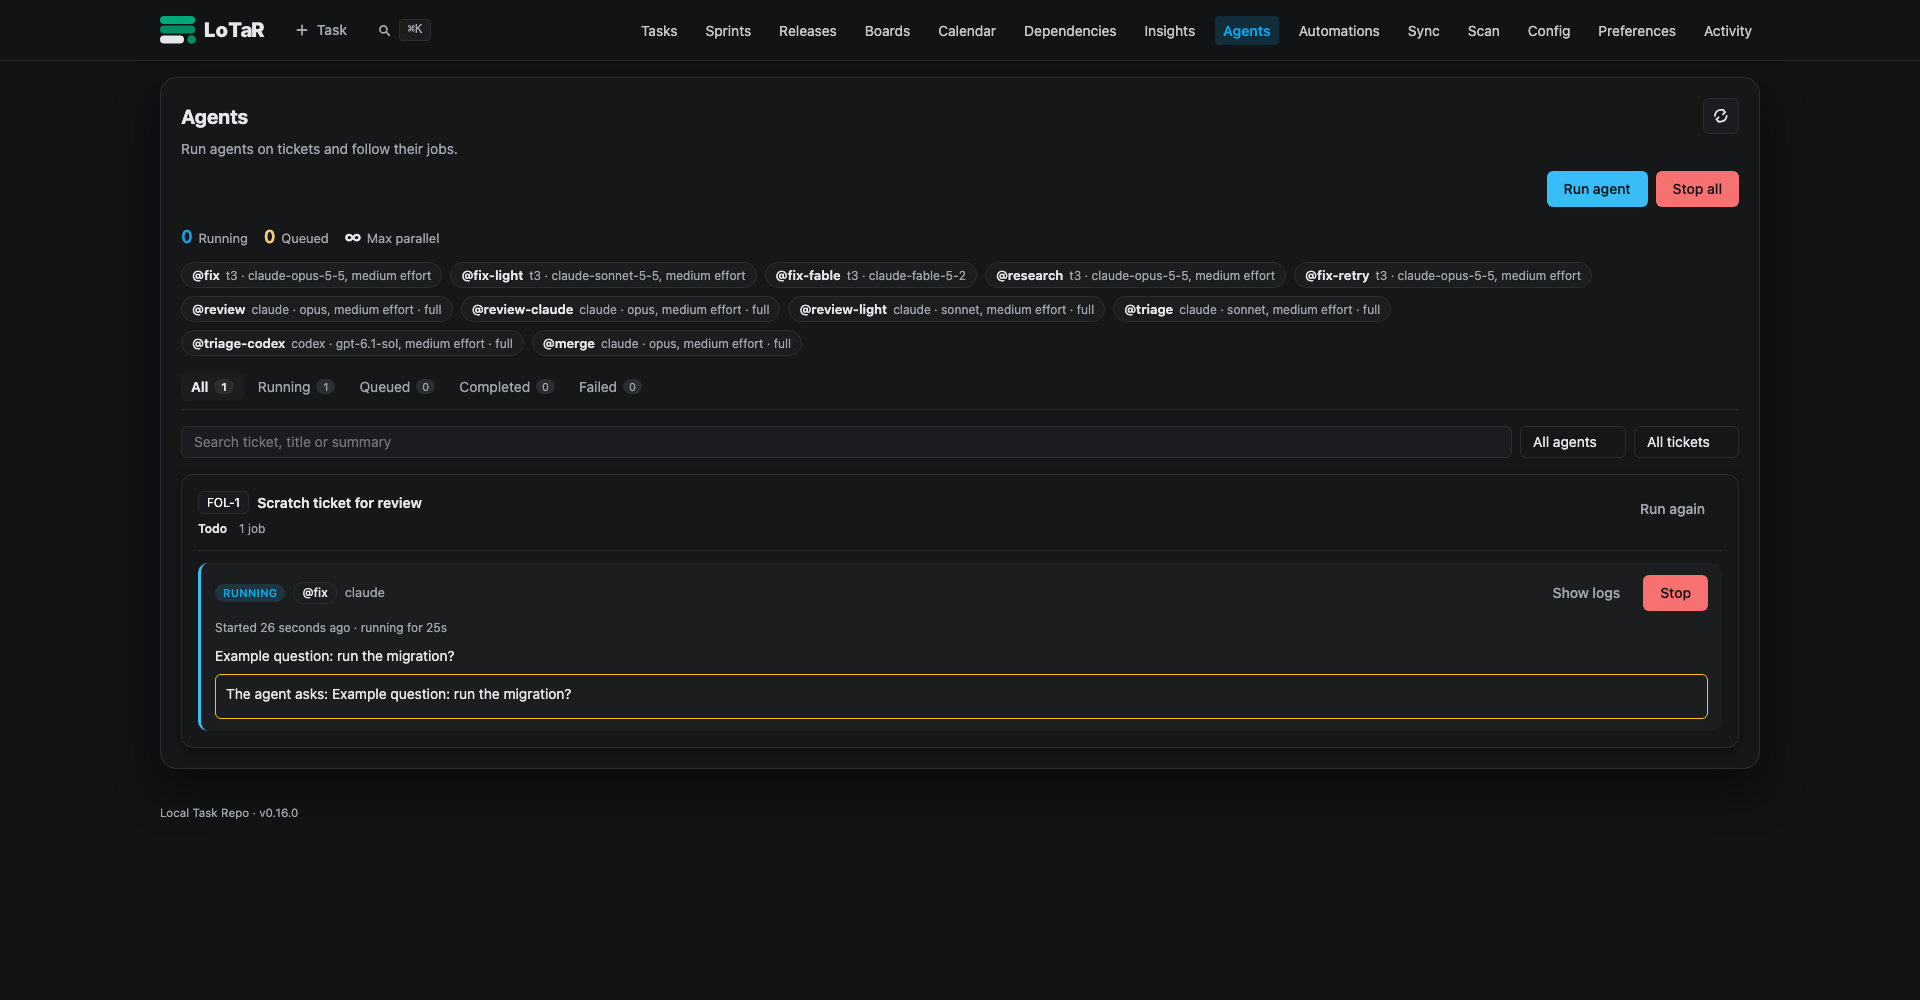 LoTaR + Task ⌘K Tasks Sprints Releases Boards Calendar Dependencies Insights Agents Automations Sync Scan Config Preferences Activity
Agents
Run agents on tickets and follow their jobs.
Run agent Stop all
0 Running 0 Queued ∞ Max parallel
@fix t3 · claude-opus-5-5, medium effort @fix-light t3 · claude-sonnet-5-5, medium effort @fix-fable t3 · claude-fable-5-2 @research t3 · claude-opus-5-5, medium effort @fix-retry t3 · claude-opus-5-5, medium effort
@review claude · opus, medium effort · full @review-claude claude · opus, medium effort · full @review-light claude · sonnet, medium effort · full @triage claude · sonnet, medium effort · full
@triage-codex codex · gpt-6.1-sol, medium effort · full @merge claude · opus, medium effort · full
All 1 Running 1 Queued 0 Completed 0 Failed 0
Search ticket, title or summary All agents All tickets
FOL-1 Scratch ticket for review
Run again
Todo 1 job
RUNNING @fix claude Show logs Stop
Started 26 seconds ago · running for 25s
Example question: run the migration?
The agent asks: Example question: run the migration?
Local Task Repo · v0.16.0